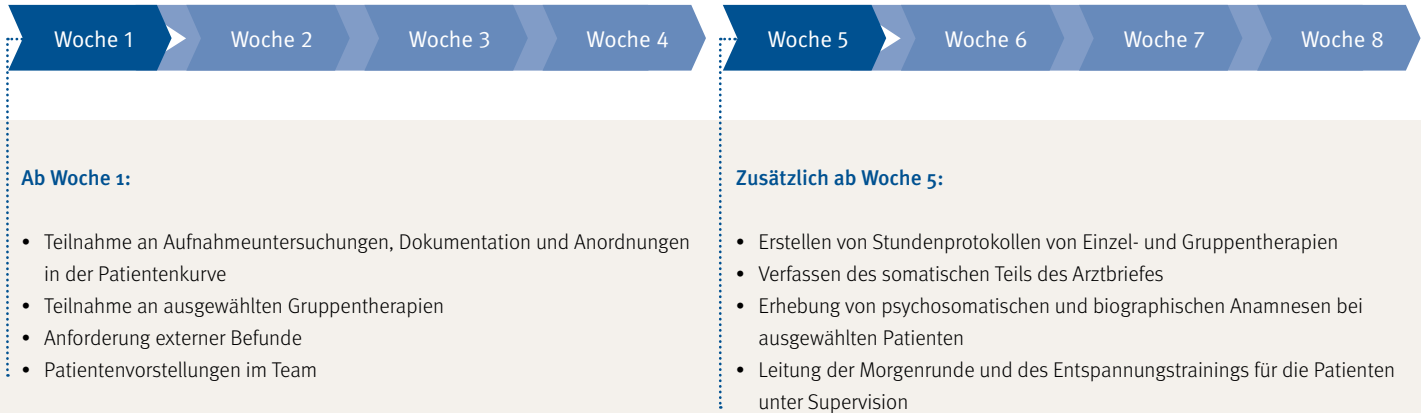 Woche 1 Woche 2 Woche 3 Woche 4 Woche 5 Woche 6 Woche 7 Woche 8
Ab Woche 1:
• Teilnahme an Aufnahmeuntersuchungen, Dokumentation und Anordnungen
in der Patientenkurve
• Teilnahme an ausgewählten Gruppentherapien
• Anforderung externer Befunde
• Patientenvorstellungen im Team
Zusätzlich ab Woche 5:
• Erstellen von Stundenprotokollen von Einzel- und Gruppentherapien
• Verfassen des somatischen Teils des Arztbriefes
• Erhebung von psychosomatischen und biographischen Anamnesen bei
ausgewählten Patienten
• Leitung der Morgenrunde und des Entspannungstrainings für die Patienten
unter Supervision